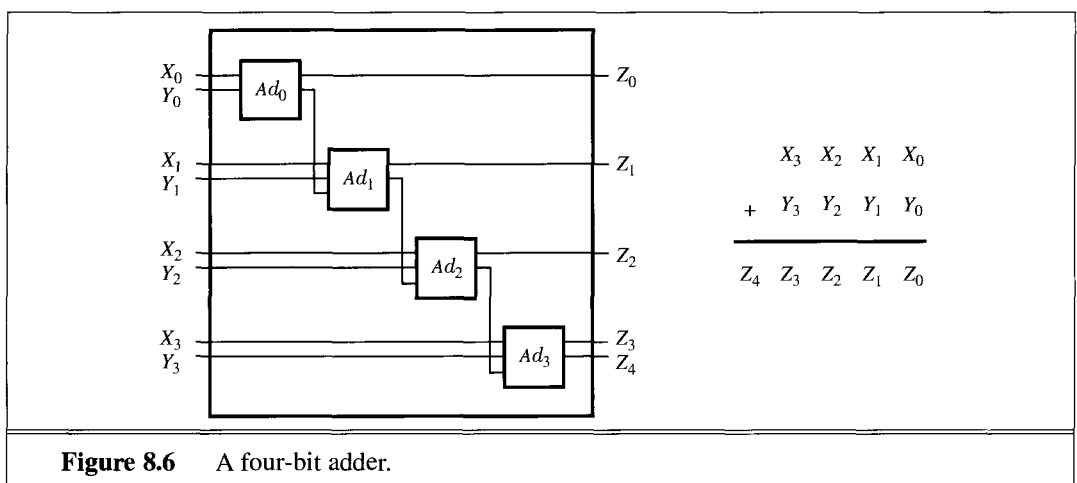 X₀
Y₀
Ad₀
Z₀
X₁
Y₁
Ad₁
Z₁
X₂
Y₂
Ad₂
Z₂
X₃
Y₃
Ad₃
Z₃
Z₄
X₃ X₂ X₁ X₀
+ Y₃ Y₂ Y₁ Y₀
Z₄ Z₃ Z₂ Z₁ Z₀
Figure 8.6 A four-bit adder.